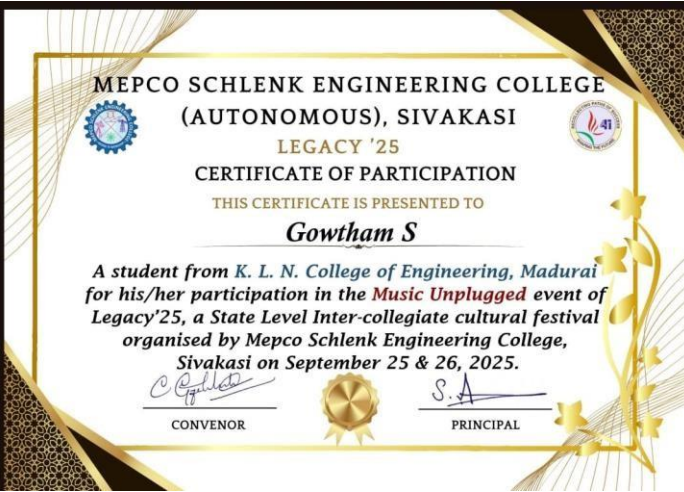 MEPCO SCHLENK ENGINEERING COLLEGE
(AUTONOMOUS), SIVAKASI
LEGACY '25
CERTIFICATE OF PARTICIPATION
THIS CERTIFICATE IS PRESENTED TO
Gowtham S
A student from K. L. N. College of Engineering, Madurai
for his/her participation in the Music Unplugged event of
Legacy'25, a State Level Inter-collegiate cultural festival
organised by Mepco Schlenk Engineering College,
Sivakasi on September 25 & 26, 2025.
CONVENOR
PRINCIPAL